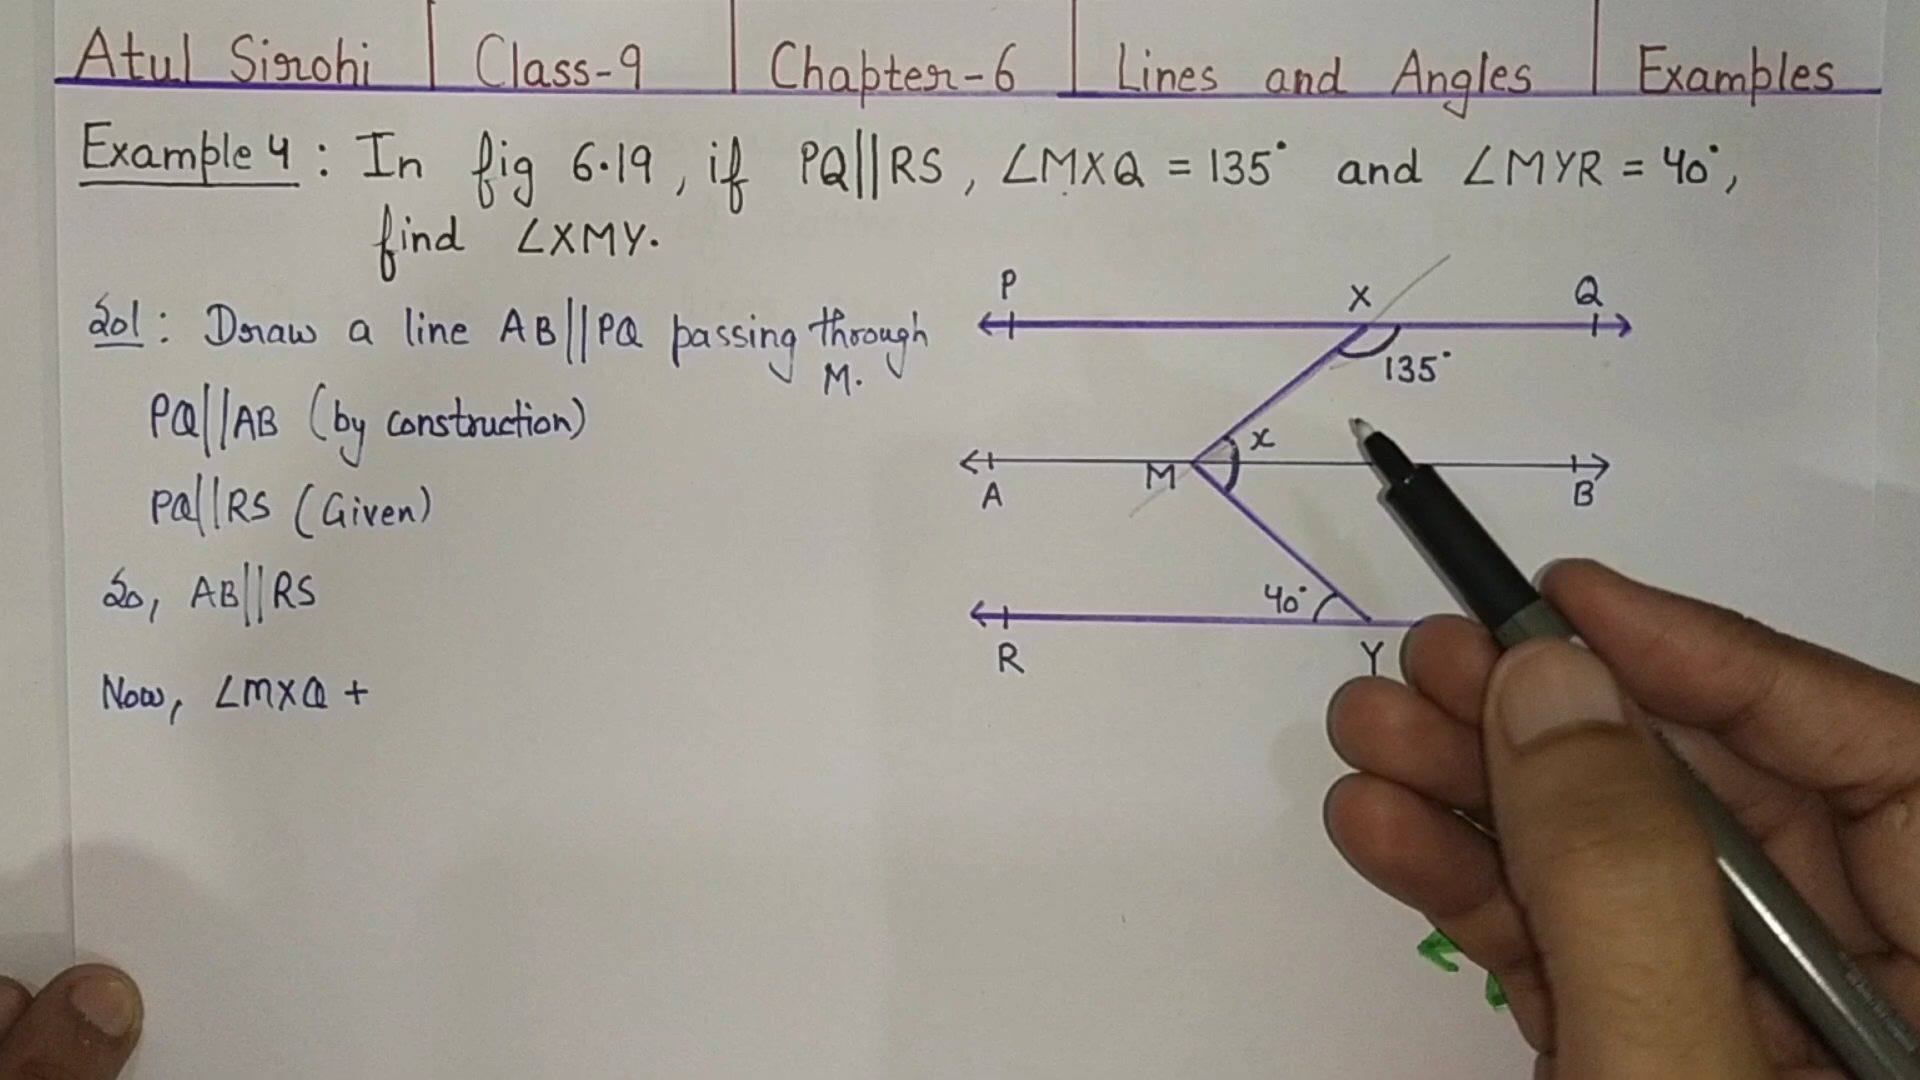 Atul Sirohi | Class-9 | Chapter-6 | Lines and Angles | Examples
Example 4 : In fig 6.19, if PQ||RS, ∠MXQ = 135° and ∠MYR = 40°,
find ∠XMY.
Sol : Draw a line AB||PQ passing through
M.
PQ||AB (by construction)
PQ||RS (Given)
So, AB||RS
Now, ∠MXQ +
P X Q
135°
x
M
A B
40°
R Y